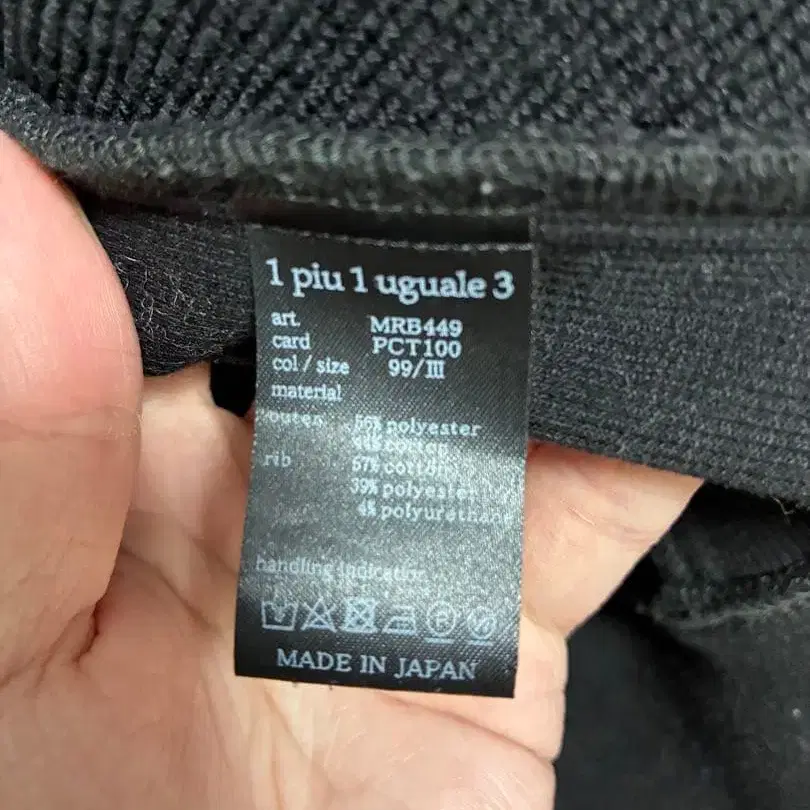 1 piu 1 uguale 3
art. MRB449
card PCT100
col / size 99/III
material
outer 56% polyester
44% cotton
rib 57% cotton
39% polyester
4% polyurethane
handling indication
MADE IN JAPAN